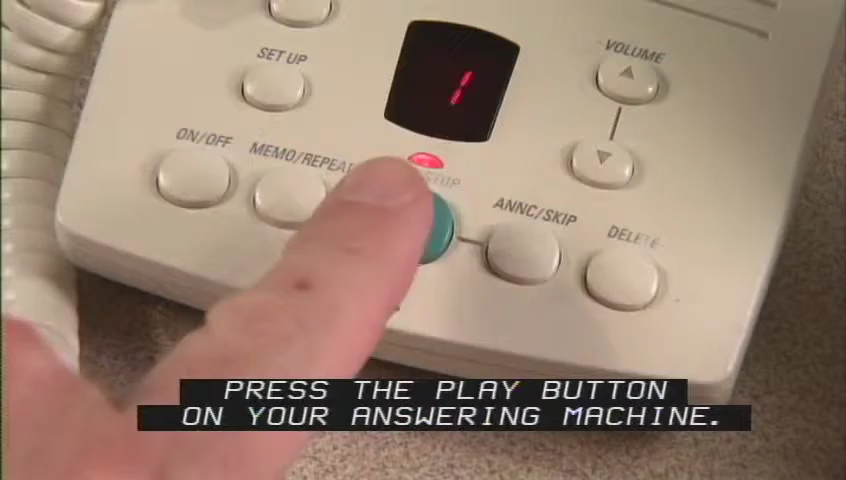 VOLUME
SET UP
1
ON/OFF
MEMO/REPEAT
STOP
ANNC/SKIP
DELETE
PRESS THE PLAY BUTTON
ON YOUR ANSWERING MACHINE.